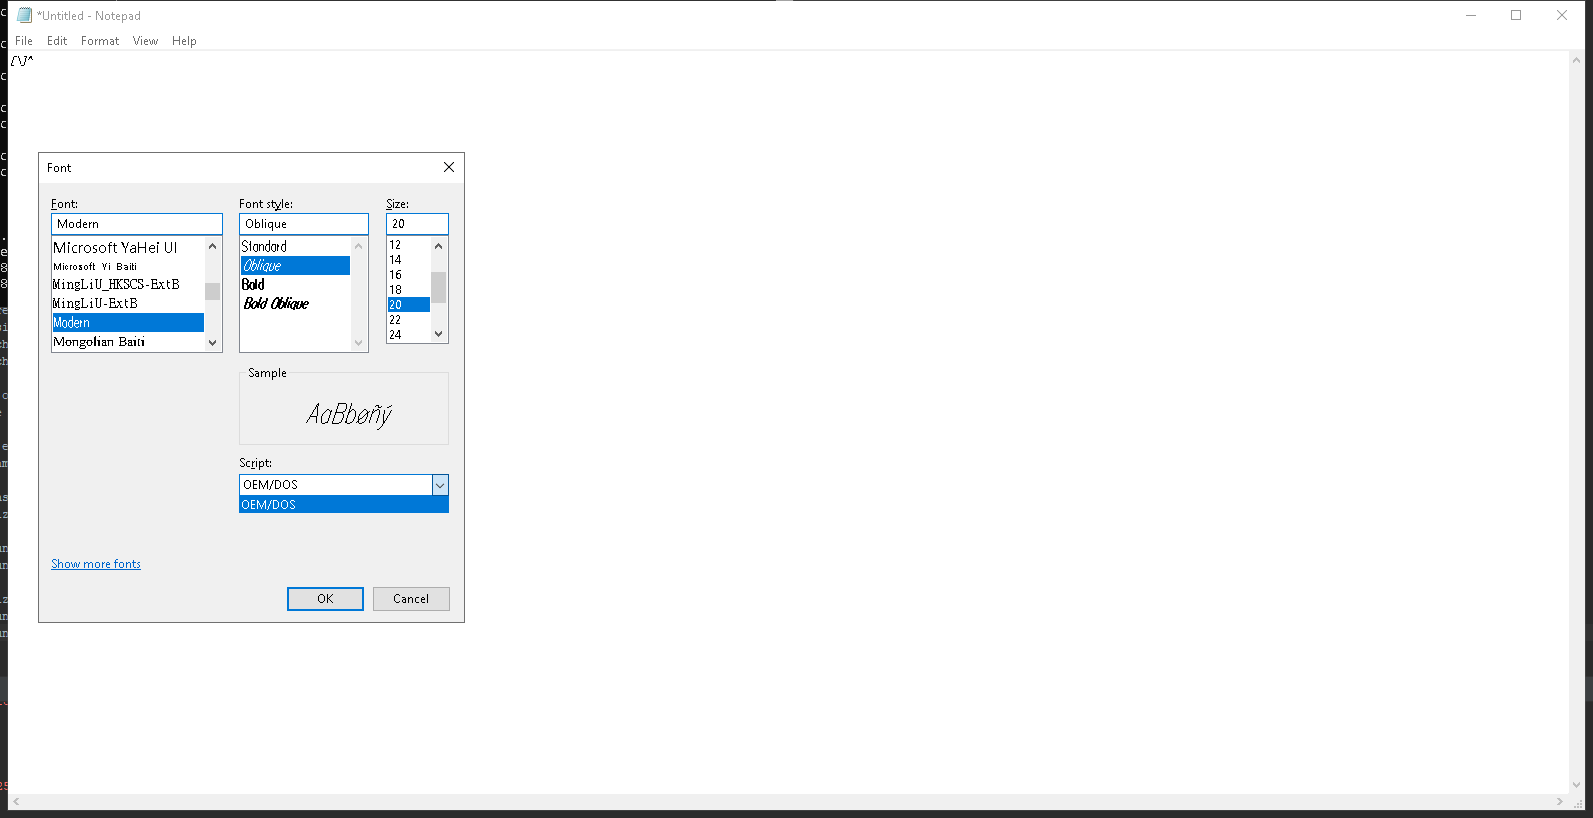 *Untitled - Notepad
File Edit Format View Help
[\]^
Font
Font: Font style: Size:
Modern Oblique 20
Microsoft YaHei UI
Microsoft Yi Baiti
MingLiU_HKSCS-ExtB
MingLiU-ExtB
Modern
Mongolian Baiti
Standard
Oblique
Bold
Bold Oblique
12
14
16
18
20
22
24
Sample
AaBbøñý
Script:
OEM/DOS
OEM/DOS
Show more fonts
OK Cancel